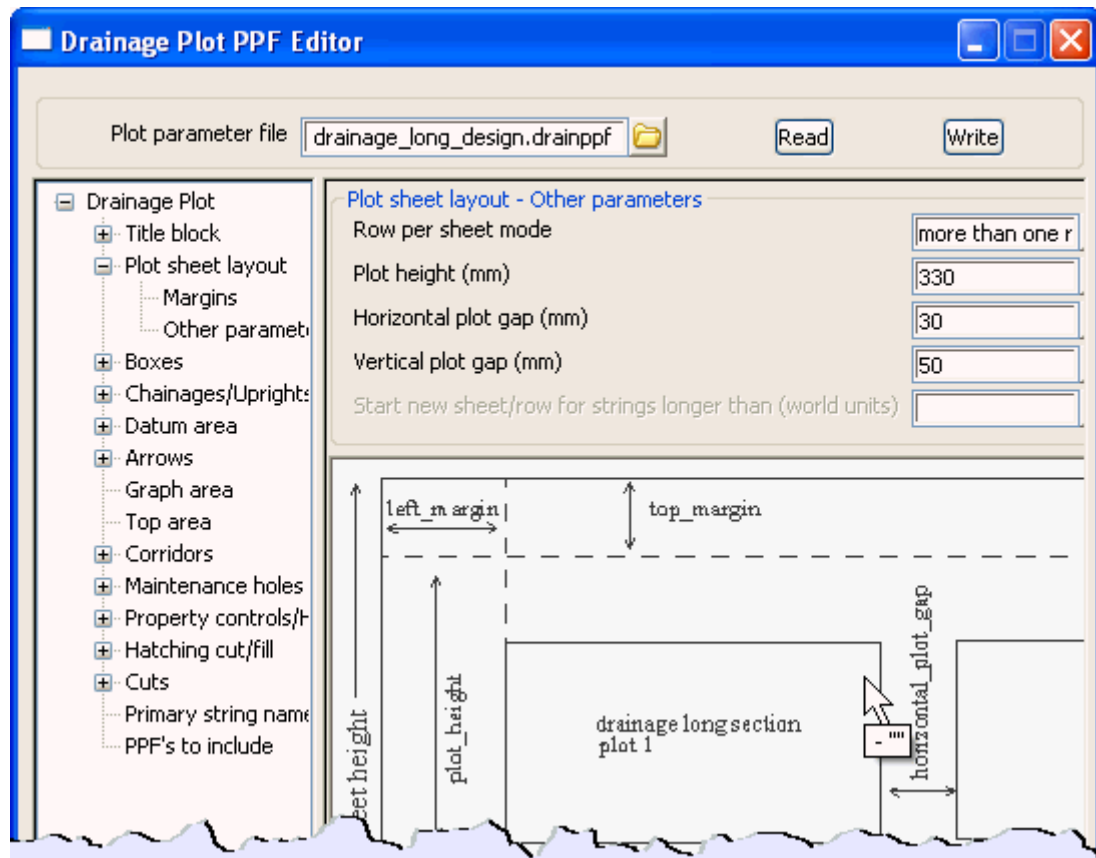 Drainage Plot PPF Editor
Plot parameter file drainage_long_design.drainppf Read Write
Drainage Plot
Title block
Plot sheet layout
Margins
Other paramet
Boxes
Chainages/Uprights
Datum area
Arrows
Graph area
Top area
Corridors
Maintenance holes
Property controls/H
Hatching cut/fill
Cuts
Primary string name
PPF's to include
Plot sheet layout - Other parameters
Row per sheet mode more than one r
Plot height (mm) 330
Horizontal plot gap (mm) 30
Vertical plot gap (mm) 50
Start new sheet/row for strings longer than (world units)
left_margin
top_margin
eet height
plot_height
drainage long section
plot 1
- ""
horizontal_plot_gap